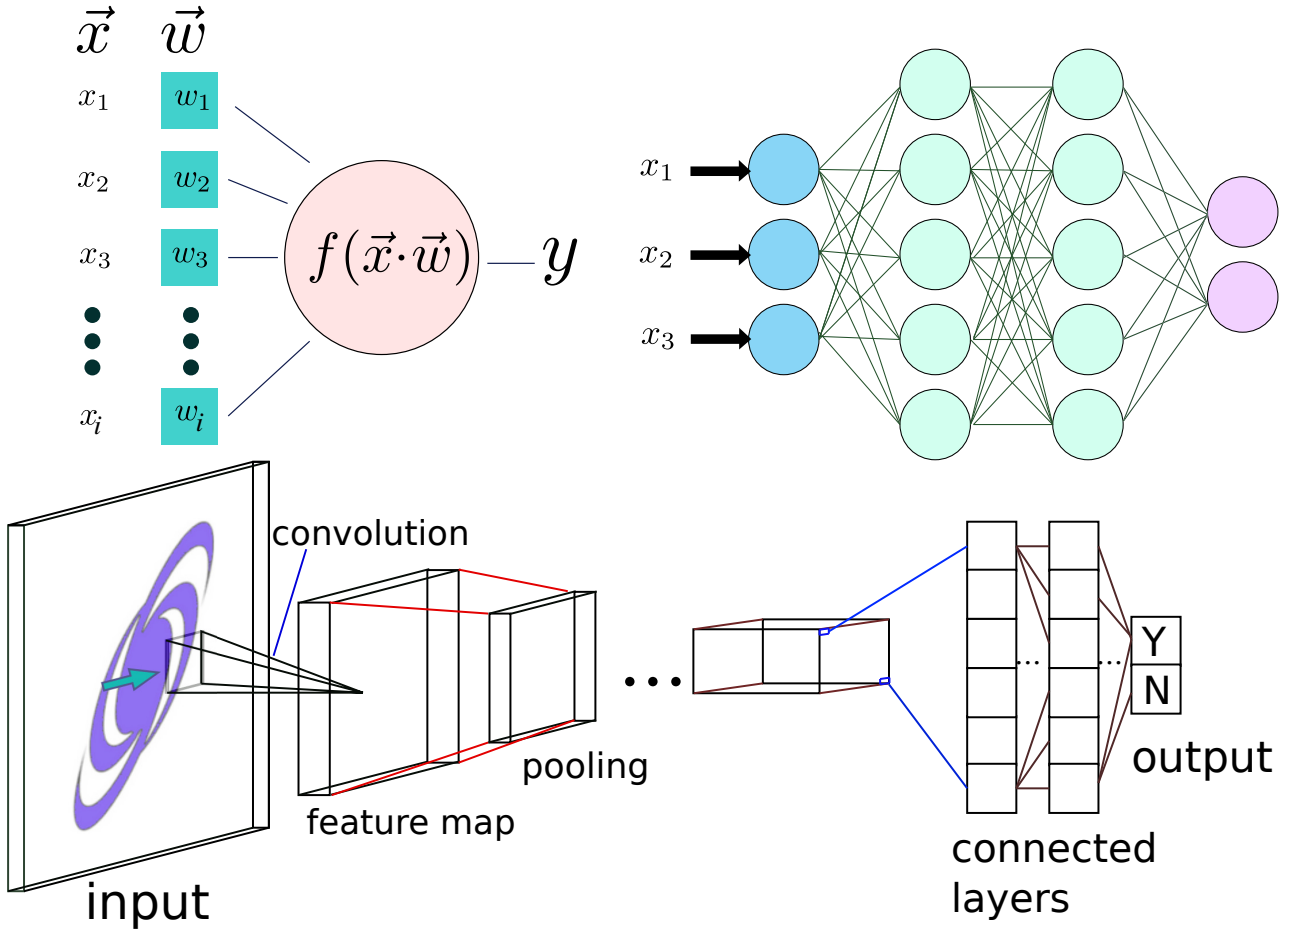 x⃗ w⃗
x₁ w₁
x₂ w₂
x₃ w₃
xᵢ wᵢ
f(x⃗·w⃗) y
x₁
x₂
x₃
convolution
feature map
pooling
...
input
... ...
Y
N
output
connected
layers